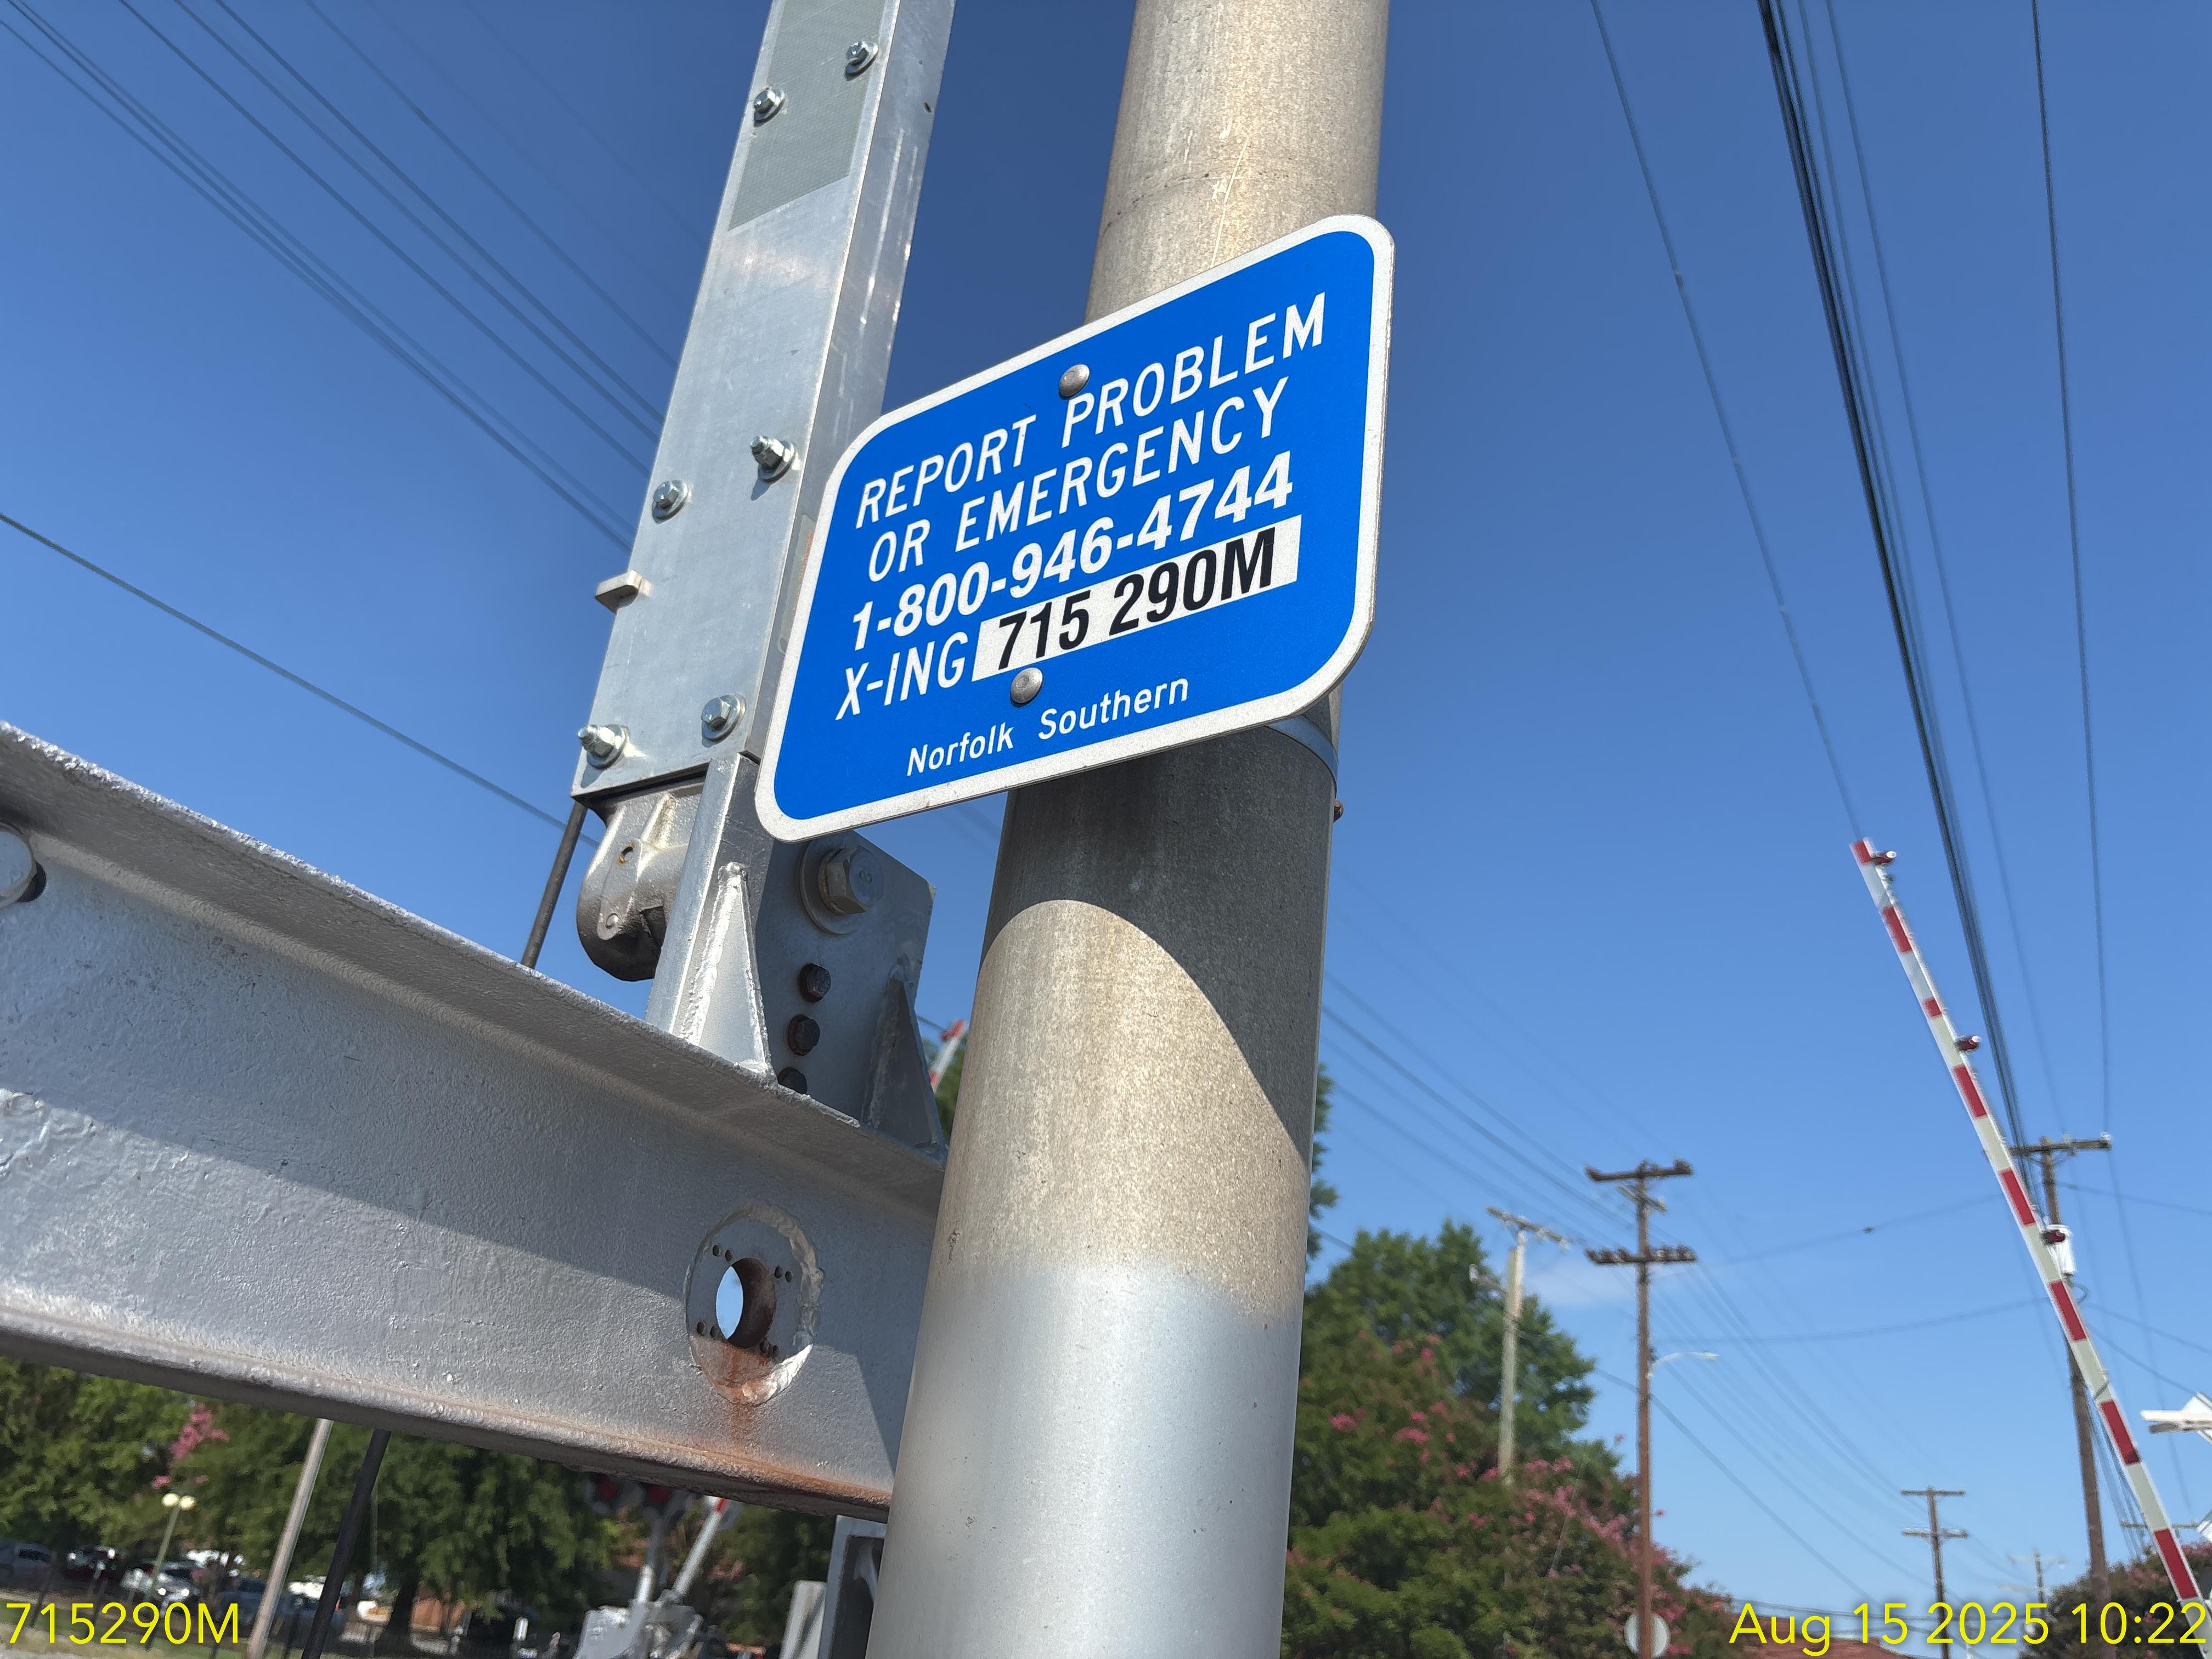 REPORT PROBLEM
OR EMERGENCY
1-800-946-4744
X-ING 715 290M
Norfolk Southern
715290M
Aug 15 2025 10:22